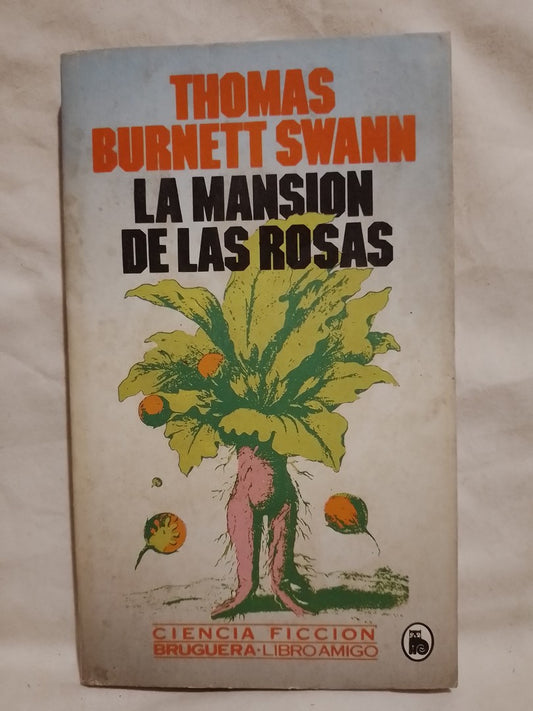 THOMAS
BURNETT SWANN
LA MANSION
DE LAS ROSAS
CIENCIA FICCION
BRUGUERA·LIBRO AMIGO